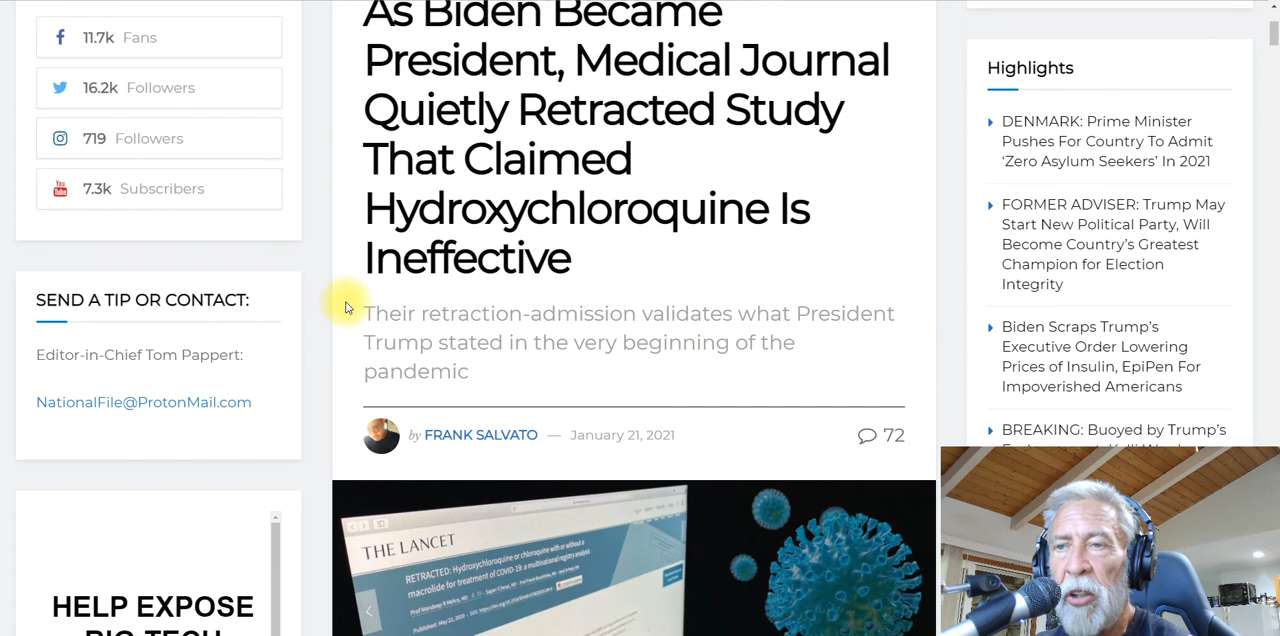 11.7k Fans
16.2k Followers
719 Followers
7.3k Subscribers
SEND A TIP OR CONTACT:
Editor-in-Chief Tom Pappert:
NationalFile@ProtonMail.com
HELP EXPOSE
BIG TECH
As Biden Became
President, Medical Journal
Quietly Retracted Study
That Claimed
Hydroxychloroquine Is
Ineffective
Their retraction-admission validates what President
Trump stated in the very beginning of the
pandemic
by FRANK SALVATO — January 21, 2021
72
THE LANCET
RETRACTED: Hydroxychloroquine or chloroquine with or without a
macrolide for treatment of COVID-19: a multinational registry analysis
Highlights
DENMARK: Prime Minister
Pushes For Country To Admit
‘Zero Asylum Seekers’ In 2021
FORMER ADVISER: Trump May
Start New Political Party, Will
Become Country’s Greatest
Champion for Election
Integrity
Biden Scraps Trump’s
Executive Order Lowering
Prices of Insulin, EpiPen For
Impoverished Americans
BREAKING: Buoyed by Trump’s